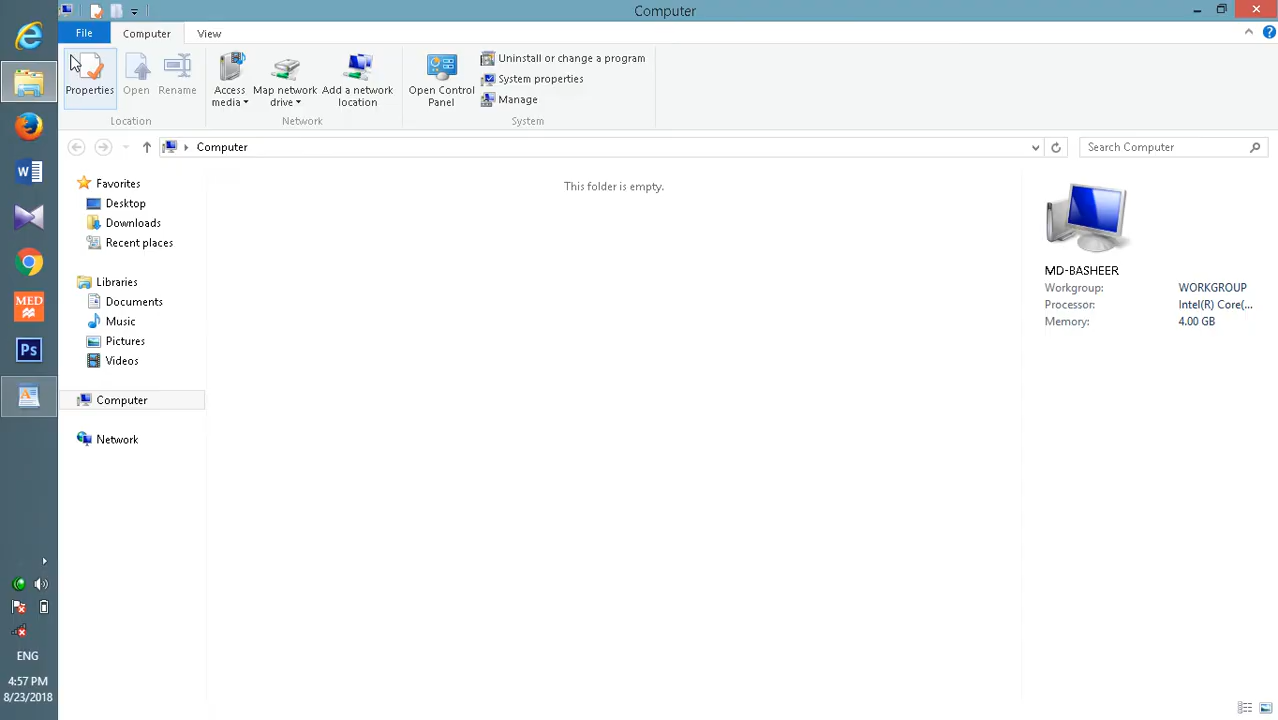 Computer
File
Computer
View
Properties
Open
Rename
Access media
Map network drive
Add a network location
Open Control Panel
Uninstall or change a program
System properties
Manage
Location
Network
System
Computer
Search Computer
Favorites
Desktop
Downloads
Recent places
Libraries
Documents
Music
Pictures
Videos
Computer
Network
This folder is empty.
MD-BASHEER
Workgroup: WORKGROUP
Processor: Intel(R) Core(...
Memory: 4.00 GB
W
MED
Ps
A
ENG
4:57 PM
8/23/2018